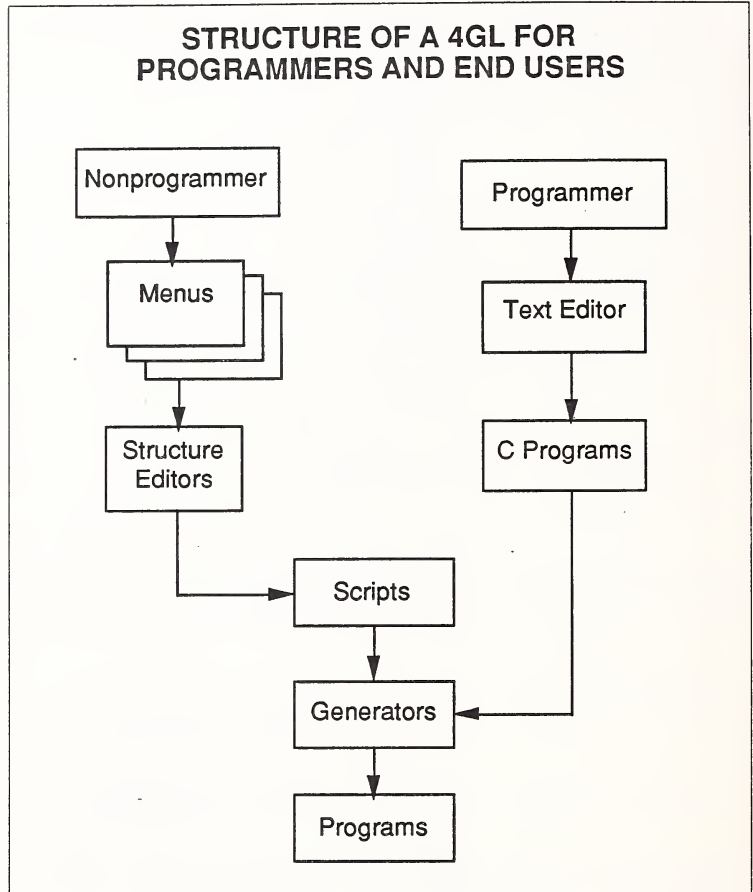 STRUCTURE OF A 4GL FOR
PROGRAMMERS AND END USERS
Nonprogrammer
Programmer
Menus
Text Editor
Structure
Editors
C Programs
Scripts
Generators
Programs